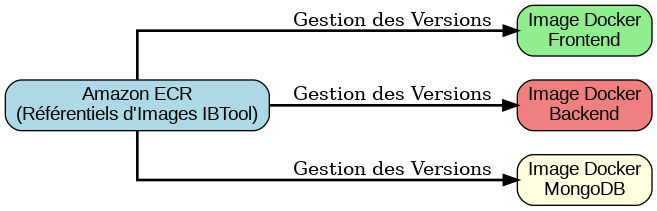 Gestion des Versions
Image Docker
Frontend
Amazon ECR
(Référentiels d'Images IBTool)
Gestion des Versions
Image Docker
Backend
Gestion des Versions
Image Docker
MongoDB